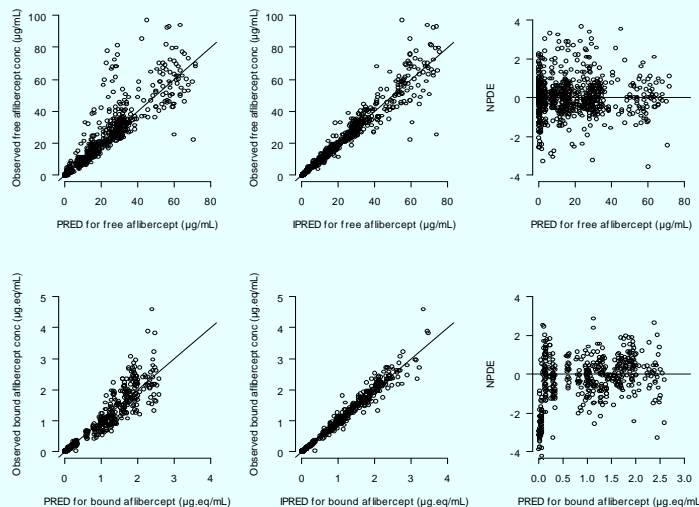 Observed free aflibercept conc (µg/mL)
100
80
60
40
20
0
0 20 40 60 80
PRED for free aflibercept (µg/mL)
Observed free aflibercept conc (µg/mL)
100
80
60
40
20
0
0 20 40 60 80
IPRED for free aflibercept (µg/mL)
NPDE
4
2
0
-2
-4
0 20 40 60 80
PRED for free aflibercept (µg/mL)
Observed bound aflibercept conc (µg.eq/mL)
5
4
3
2
1
0
0 1 2 3 4
PRED for bound aflibercept (µg.eq/mL)
Observed bound aflibercept conc (µg.eq/mL)
5
4
3
2
1
0
0 1 2 3 4
IPRED for bound aflibercept (µg.eq/mL)
NPDE
4
2
0
-2
-4
0.0 0.5 1.0 1.5 2.0 2.5 3.0
PRED for bound aflibercept (µg.eq/mL)